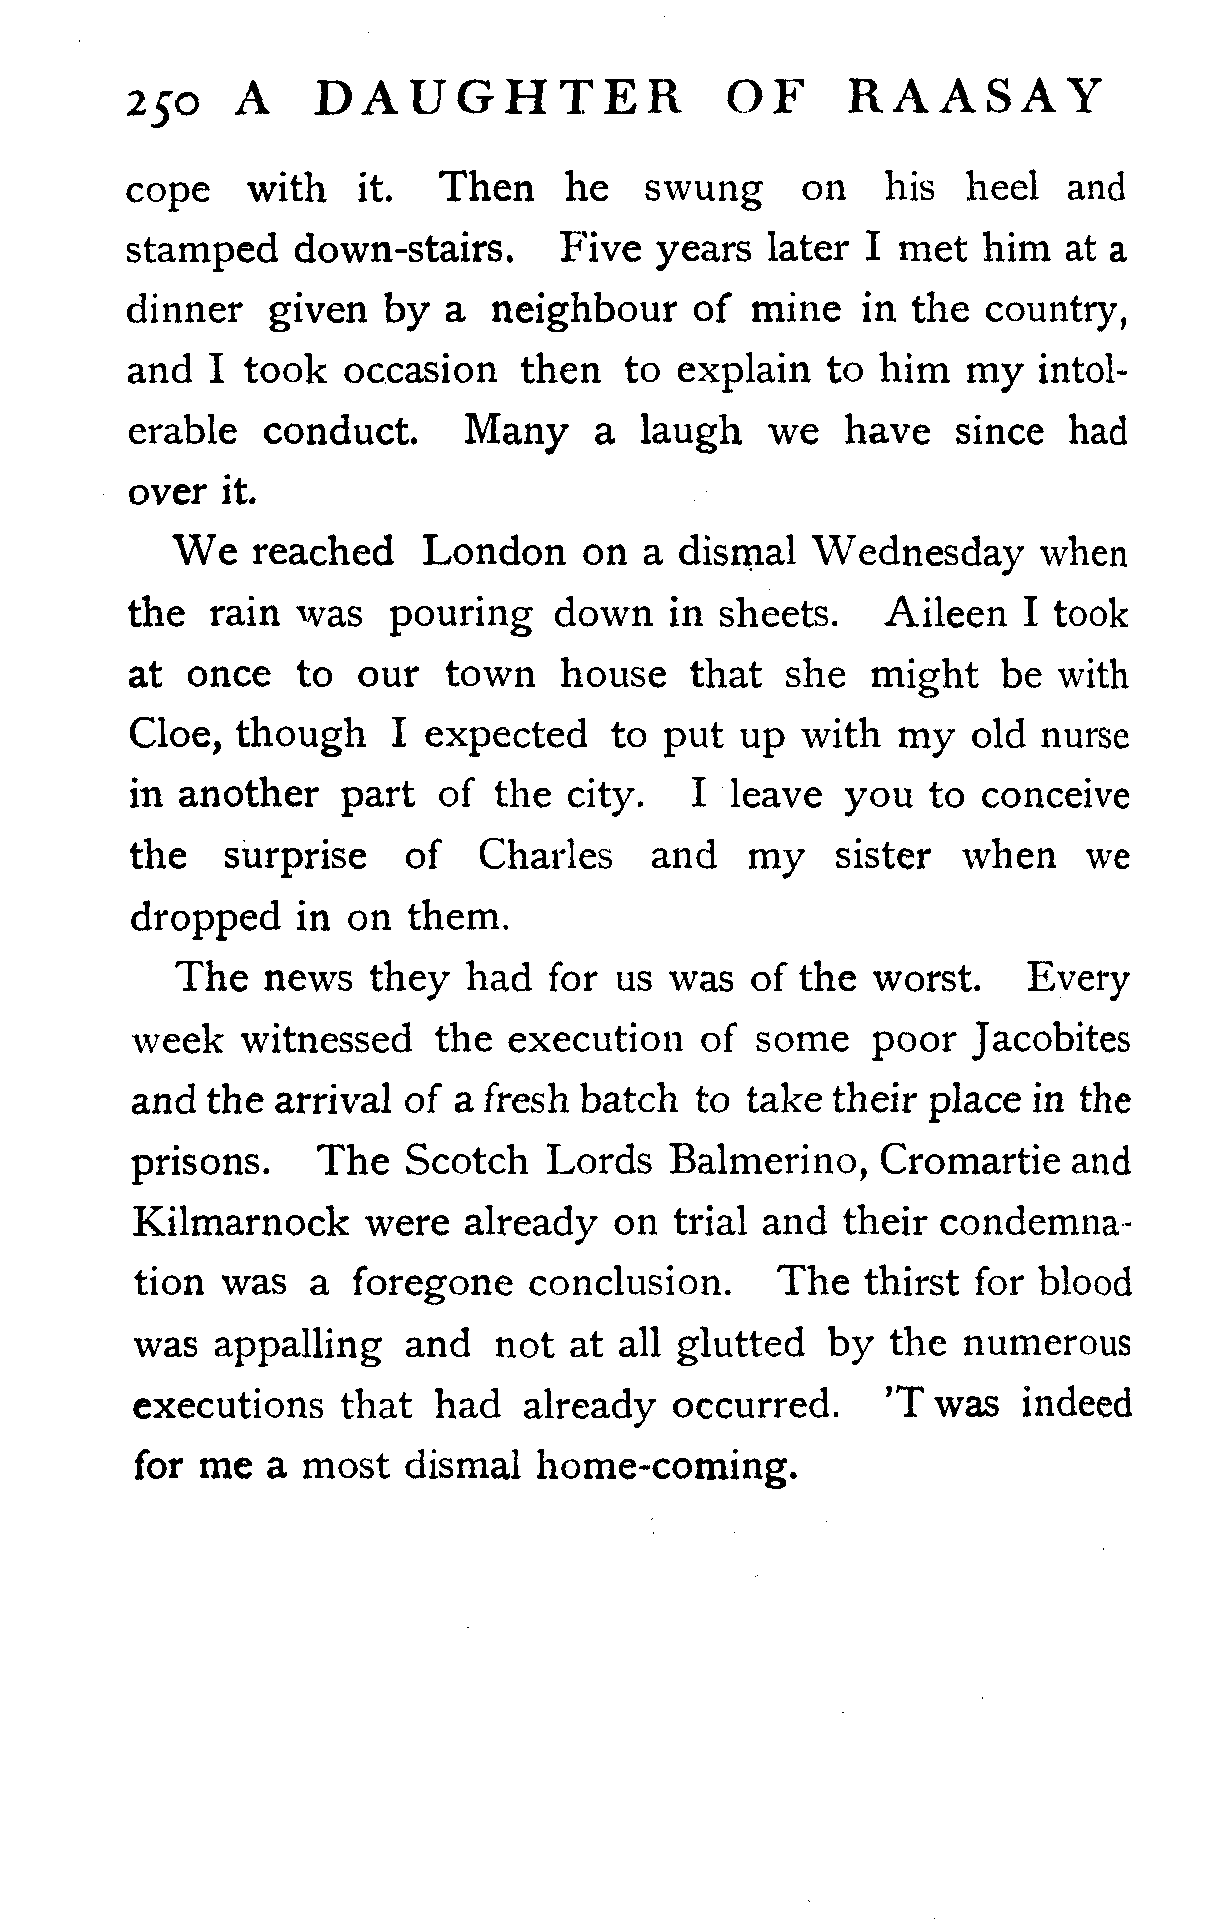 250 A DAUGHTER OF RAASAY
cope with it. Then he swung on his heel and
stamped down-stairs. Five years later I met him at a
dinner given by a neighbour of mine in the country,
and I took occasion then to explain to him my intol-
erable conduct. Many a laugh we have since had
over it.
We reached London on a dismal Wednesday when
the rain was pouring down in sheets. Aileen I took
at once to our town house that she might be with
Cloe, though I expected to put up with my old nurse
in another part of the city. I leave you to conceive
the surprise of Charles and my sister when we
dropped in on them.
The news they had for us was of the worst. Every
week witnessed the execution of some poor Jacobites
and the arrival of a fresh batch to take their place in the
prisons. The Scotch Lords Balmerino, Cromartie and
Kilmarnock were already on trial and their condemna-
tion was a foregone conclusion. The thirst for blood
was appalling and not at all glutted by the numerous
executions that had already occurred. 'T was indeed
for me a most dismal home-coming.